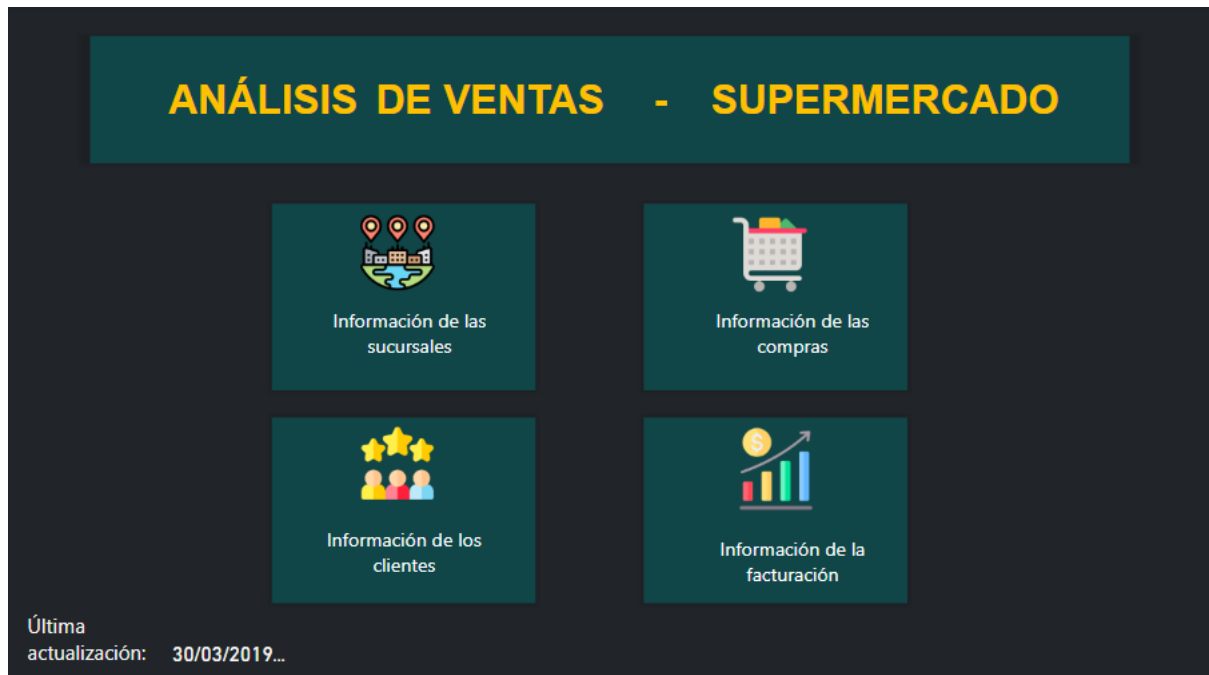 ANÁLISIS DE VENTAS - SUPERMERCADO
Información de las
sucursales
Información de las
compras
Información de los
clientes
Información de la
facturación
Última
actualización: 30/03/2019...